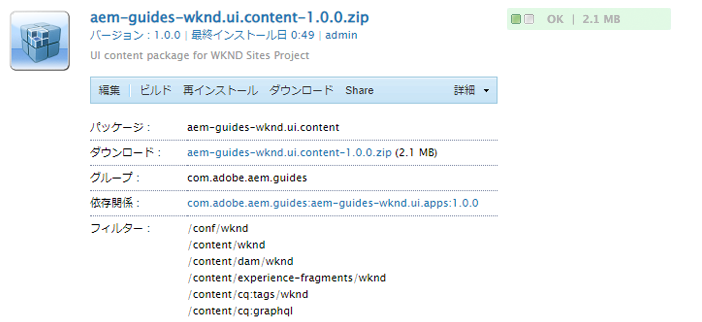 aem-guides-wknd.ui.content-1.0.0.zip
OK | 2.1 MB
バージョン : 1.0.0 | 最終インストール日 0:49 | admin
UI content package for WKND Sites Project
編集 ビルド 再インストール ダウンロード Share 詳細
パッケージ : aem-guides-wknd.ui.content
ダウンロード : aem-guides-wknd.ui.content-1.0.0.zip (2.1 MB)
グループ : com.adobe.aem.guides
依存関係 : com.adobe.aem.guides:aem-guides-wknd.ui.apps:1.0.0
フィルター : /conf/wknd
/content/wknd
/content/dam/wknd
/content/experience-fragments/wknd
/content/cq:tags/wknd
/content/cq:graphql